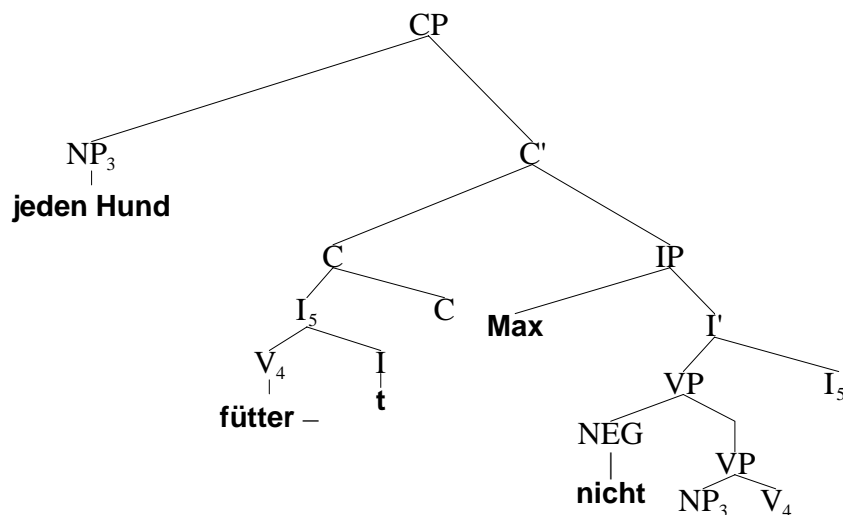 CP
NP₃ C'
jeden Hund
C IP
I₅ C Max I'
V₄ I VP I₅
fütter – t
NEG VP
nicht NP₃ V₄